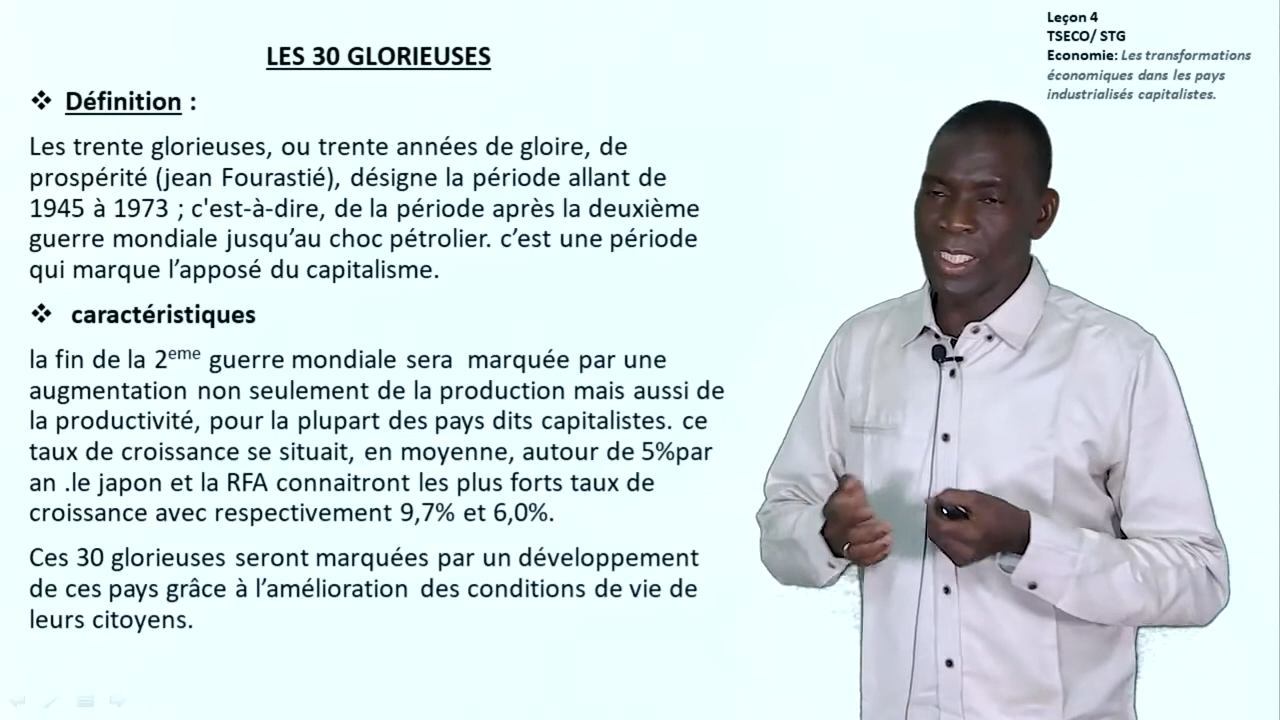 LES 30 GLORIEUSES
❖ Définition :
Les trente glorieuses, ou trente années de gloire, de
prospérité (jean Fourastié), désigne la période allant de
1945 à 1973 ; c'est-à-dire, de la période après la deuxième
guerre mondiale jusqu’au choc pétrolier. c’est une période
qui marque l’apposé du capitalisme.
❖ caractéristiques
la fin de la 2eme guerre mondiale sera marquée par une
augmentation non seulement de la production mais aussi de
la productivité, pour la plupart des pays dits capitalistes. ce
taux de croissance se situait, en moyenne, autour de 5%par
an .le japon et la RFA connaitront les plus forts taux de
croissance avec respectivement 9,7% et 6,0%.
Ces 30 glorieuses seront marquées par un développement
de ces pays grâce à l’amélioration des conditions de vie de
leurs citoyens.
Leçon 4
TSECO/ STG
Economie: Les transformations
économiques dans les pays
industrialisés capitalistes.